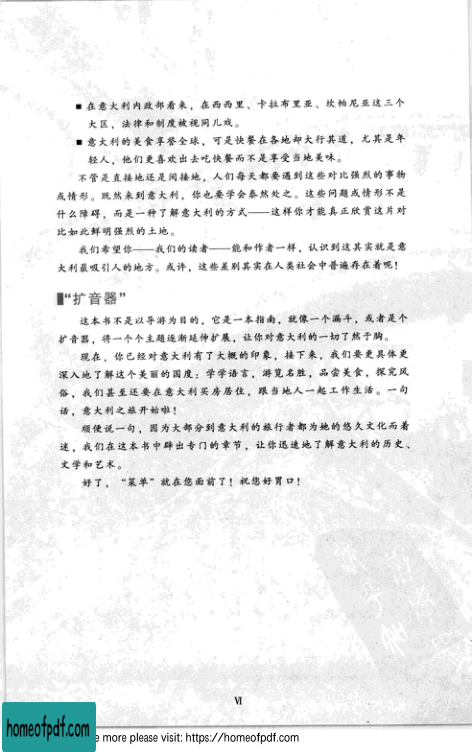 ■ 在意大利内政部看来，在西西里、卡拉布里亚、坎帕尼亚这三个
大区，法律和制度被视同儿戏。
■ 意大利的美食享誉全球，可是快餐在各地却大行其道，尤其是年
轻人，他们更喜欢出去吃快餐而不是享受当地美味。
不管是直接地还是间接地，人们每天都要遇到这些对比强烈的事物
或情形。既然来到意大利，你也要学会泰然处之。这些问题或情形不是
什么障碍，而是一种了解意大利的方式——这样你才能真正欣赏这片对
比如此鲜明强烈的土地。
我们希望你——我们的读者——能和作者一样，认识到这其实就是意
大利最吸引人的地方。或许，这些差别其实在人类社会中普遍存在着呢！
“扩音器”
这本书不是以导游为目的，它是一本指南，就像一个漏斗，或者是个
扩音器，将一个个主题逐渐延伸扩展，让你对意大利的一切了然于胸。
现在，你已经对意大利有了大概的印象，接下来，我们要更具体更
深入地了解这个美丽的国度：学学语言，游览名胜，品尝美食，探究风
俗，我们甚至还要在意大利买房居住，跟当地人一起工作生活。一句
话，意大利之旅开始啦！
顺便说一句，因为大部分到意大利的旅行者都为她的悠久文化而着
迷，我们在这本书中辟出专门的章节，让你迅速地了解意大利的历史、
文学和艺术。
好了，“菜单”就在您面前了！祝您好胃口！
VI
homeofpdf.com
e more please visit: https://homeofpdf.com